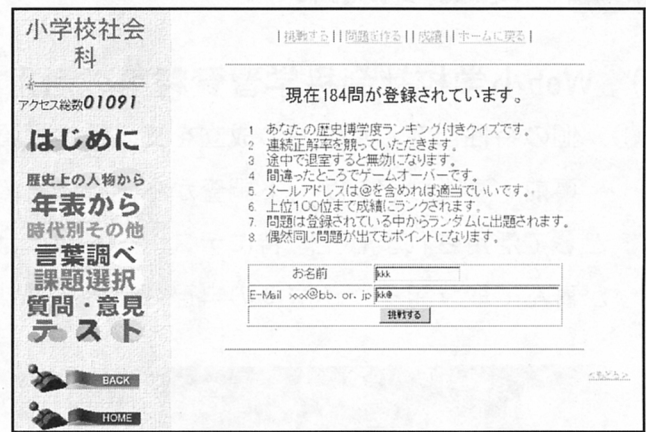 小学校社会
科
アクセス総数01091
はじめに
歴史上の人物から
年表から
時代別その他
言葉調べ
課題選択
質問・意見
テスト
BACK
HOME
|挑戦する||問題を作る||成績||ホームに戻る|
現在184問が登録されています。
1 あなたの歴史博学度ランキング付きクイズです。
2 連続正解率を競っていただきます。
3 途中で退室すると無効になります。
4 間違ったところでゲームオーバーです。
5 メールアドレスは@を含めれば適当でいいです。
6 上位100位まで成績にランクされます。
7 問題は登録されている中からランダムに出題されます。
8 偶然同じ問題が出てもポイントになります。
お名前 kkk
E-Mail xxx@bb.or.jp kk@
挑戦する
<もどる>